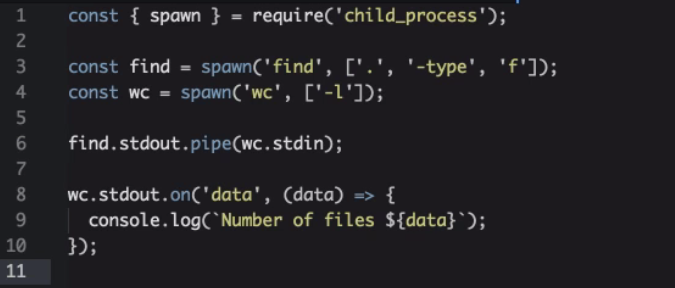 1 const { spawn } = require('child_process');
2
3 const find = spawn('find', ['.', '-type', 'f']);
4 const wc = spawn('wc', ['-l']);
5
6 find.stdout.pipe(wc.stdin);
7
8 wc.stdout.on('data', (data) => {
9   console.log(`Number of files ${data}`);
10 });
11